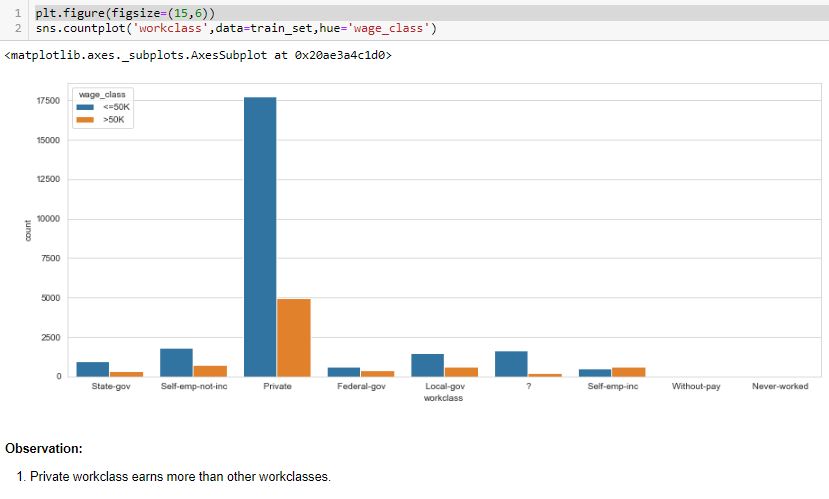 1 plt.figure(figsize=(15,6))
2 sns.countplot('workclass',data=train_set,hue='wage_class')
<matplotlib.axes._subplots.AxesSubplot at 0x20ae3a4c1d0>
wage_class
<=50K
>50K
17500
15000
12500
10000
7500
5000
2500
0
count
State-gov Self-emp-not-inc Private Federal-gov Local-gov ? Self-emp-inc Without-pay Never-worked
workclass
Observation:
1. Private workclass earns more than other workclasses.